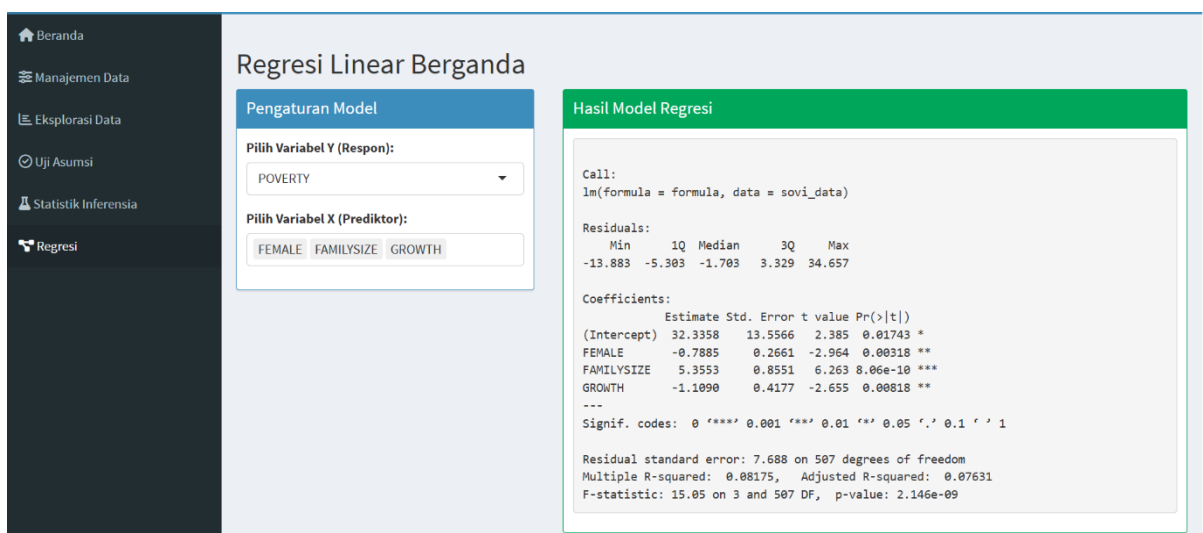 Beranda
Manajemen Data
Eksplorasi Data
Uji Asumsi
Statistik Inferensia
Regresi
Regresi Linear Berganda
Pengaturan Model
Pilih Variabel Y (Respon):
POVERTY
Pilih Variabel X (Prediktor):
FEMALE FAMILYSIZE GROWTH
Hasil Model Regresi
Call:
lm(formula = formula, data = sovi_data)
Residuals:
Min 1Q Median 3Q Max
-13.883 -5.303 -1.703 3.329 34.657
Coefficients:
Estimate Std. Error t value Pr(>|t|)
(Intercept) 32.3358 13.5566 2.385 0.01743 *
FEMALE -0.7885 0.2661 -2.964 0.00318 **
FAMILYSIZE 5.3553 0.8551 6.263 8.06e-10 ***
GROWTH -1.1090 0.4177 -2.655 0.00818 **
---
Signif. codes: 0 ‘***’ 0.001 ‘**’ 0.01 ‘*’ 0.05 ‘.’ 0.1 ‘ ’ 1
Residual standard error: 7.688 on 507 degrees of freedom
Multiple R-squared: 0.08175, Adjusted R-squared: 0.07631
F-statistic: 15.05 on 3 and 507 DF, p-value: 2.146e-09